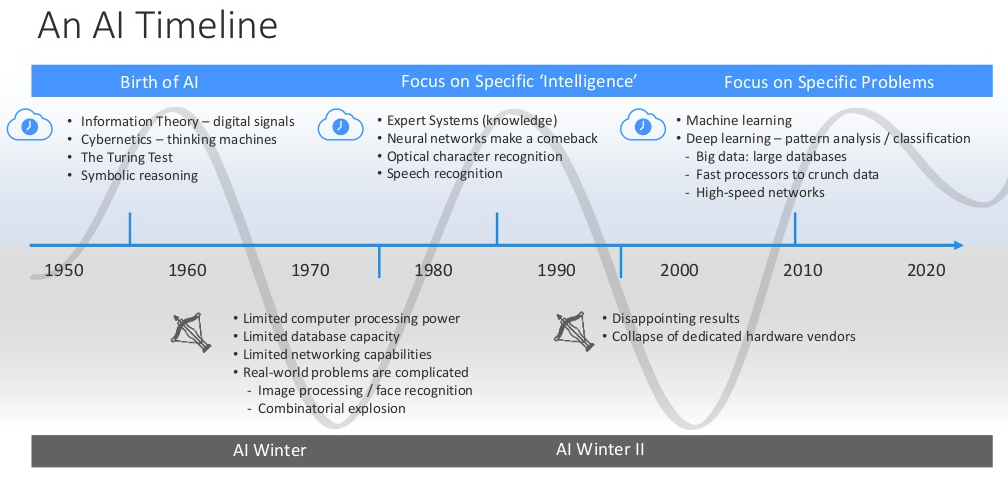 An AI Timeline
Birth of AI
Focus on Specific ‘Intelligence’
Focus on Specific Problems
• Information Theory – digital signals
• Cybernetics – thinking machines
• The Turing Test
• Symbolic reasoning
• Expert Systems (knowledge)
• Neural networks make a comeback
• Optical character recognition
• Speech recognition
• Machine learning
• Deep learning – pattern analysis / classification
- Big data: large databases
- Fast processors to crunch data
- High-speed networks
1950 1960 1970 1980 1990 2000 2010 2020
• Limited computer processing power
• Limited database capacity
• Limited networking capabilities
• Real-world problems are complicated
- Image processing / face recognition
- Combinatorial explosion
• Disappointing results
• Collapse of dedicated hardware vendors
AI Winter
AI Winter II